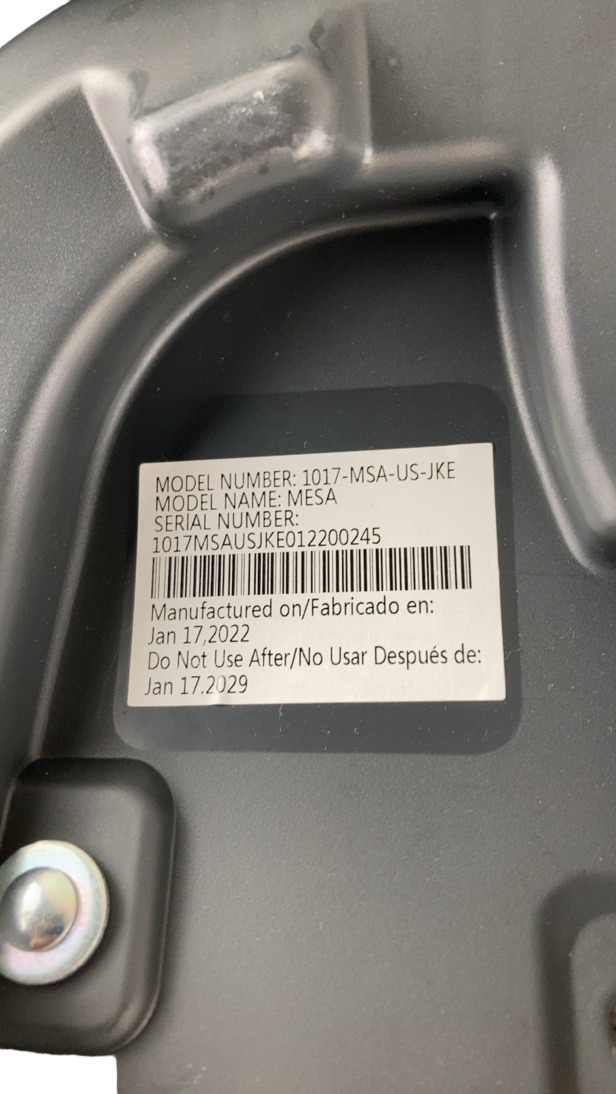 MODEL NUMBER: 1017-MSA-US-JKE
MODEL NAME: MESA
SERIAL NUMBER:
1017MSAUSJKE012200245
Manufactured on/Fabricado en:
Jan 17,2022
Do Not Use After/No Usar Después de:
Jan 17.2029